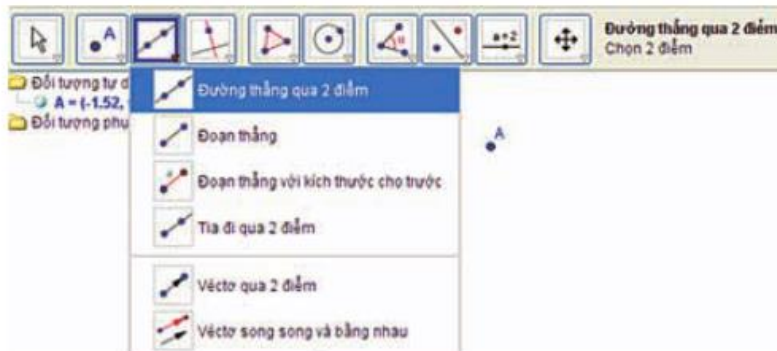 A
a=2
Đường thẳng qua 2 điểm
Chọn 2 điểm
Đối tượng tự d
A = (-1.52,
Đối tượng phụ
Đường thẳng qua 2 điểm
Đoạn thẳng
Đoạn thẳng với kích thước cho trước
Tia đi qua 2 điểm
Véctơ qua 2 điểm
Véctơ song song và bằng nhau
A